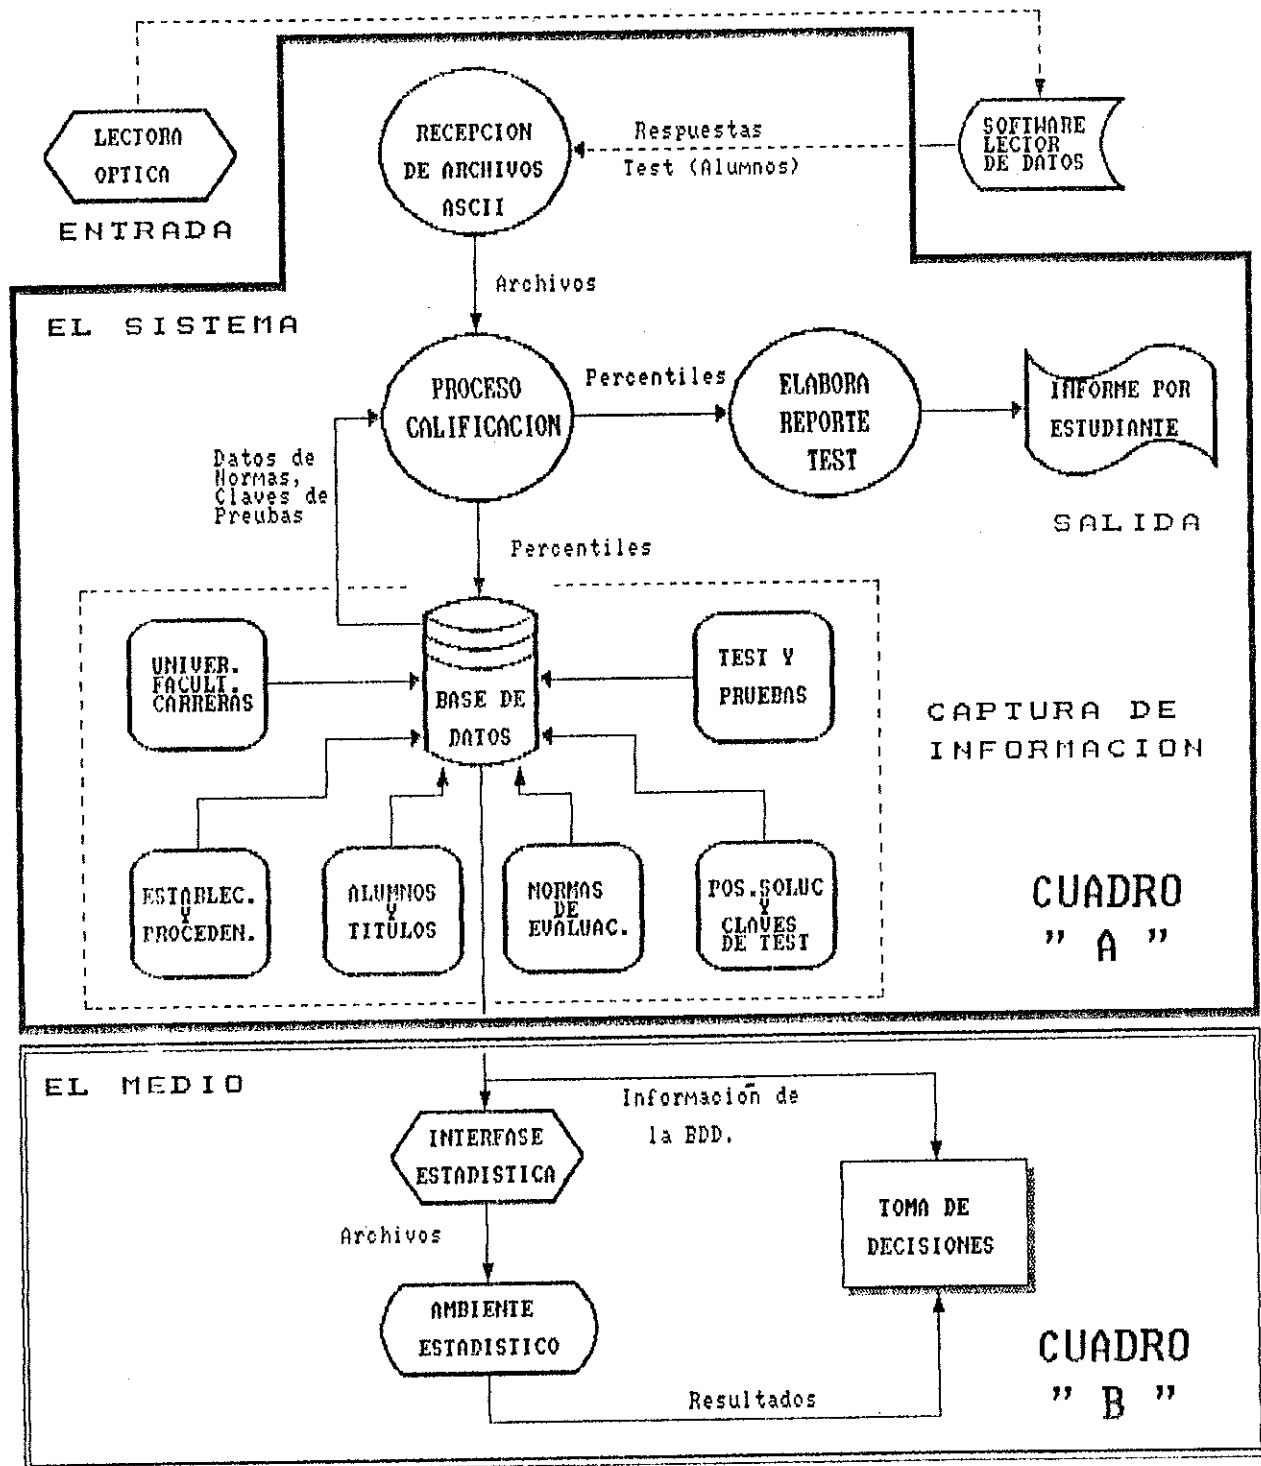 LECTORA
OPTICA
ENTRADA
RECEPCION
DE ARCHIVOS
ASCII
Respuestas
Test (Alumnos)
SOFTWARE
LECTOR
DE DATOS
Archivos
EL SISTEMA
PROCESO
CALIFICACION
Percentiles
ELABORA
REPORTE
TEST
INFORME POR
ESTUDIANTE
SALIDA
Datos de
Normas,
Claves de
Preubas
Percentiles
UNIVER.
FACULT.
CARRERAS
BASE DE
DATOS
TEST Y
PRUEBAS
CAPTURA DE
INFORMACION
ESTABLEC.
Y
PROCEDEN.
ALUMNOS
Y
TITULOS
NORMAS
DE
EVALUAC.
POS.SOLUC
Y
CLAVES
DE TEST
CUADRO
" A "
EL MEDIO
Información de
la BDD.
INTERFASE
ESTADISTICA
TOMA DE
DECISIONES
Archivos
AMBIENTE
ESTADISTICO
Resultados
CUADRO
" B "